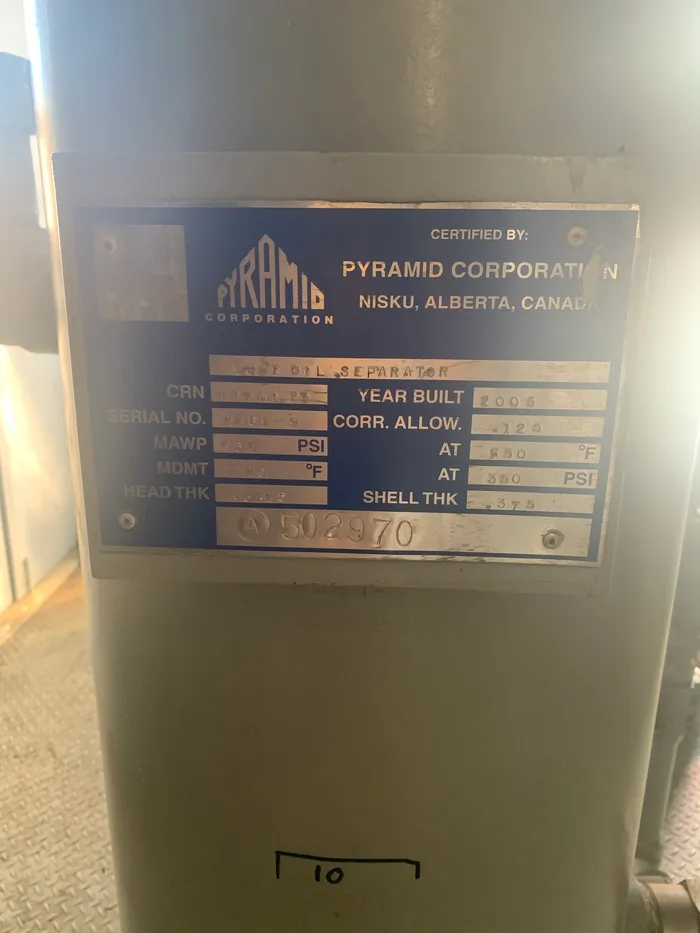 CERTIFIED BY:
PYRAMID CORPORATION
NISKU, ALBERTA, CANADA
PYRAMID
CORPORATION
OIL SEPARATOR
CRN
YEAR BUILT 2005
SERIAL NO.
CORR. ALLOW. .125
MAWP PSI
AT °F
MDMT °F
AT 350 PSI
HEAD THK
SHELL THK .375
A 502970
10